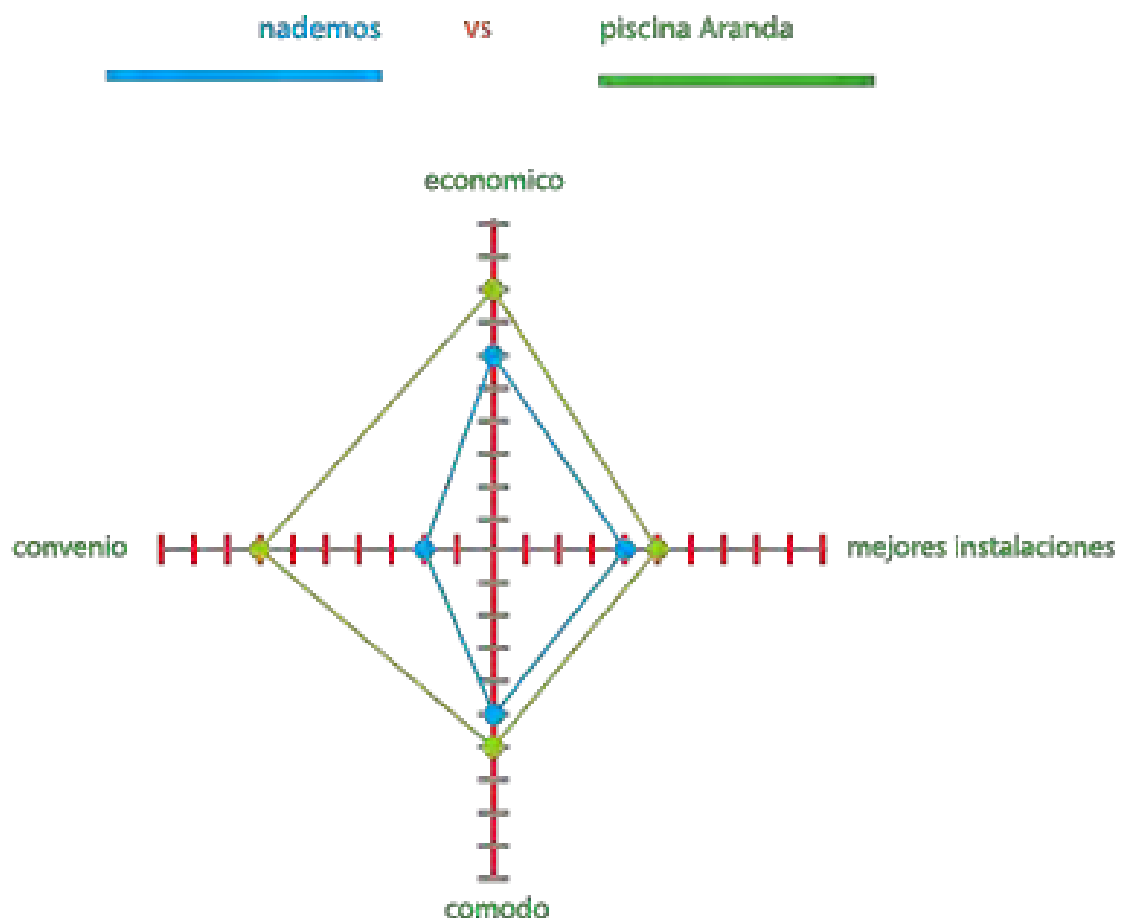 nademos vs piscina Aranda
economico
convenio
mejores instalaciones
comodo